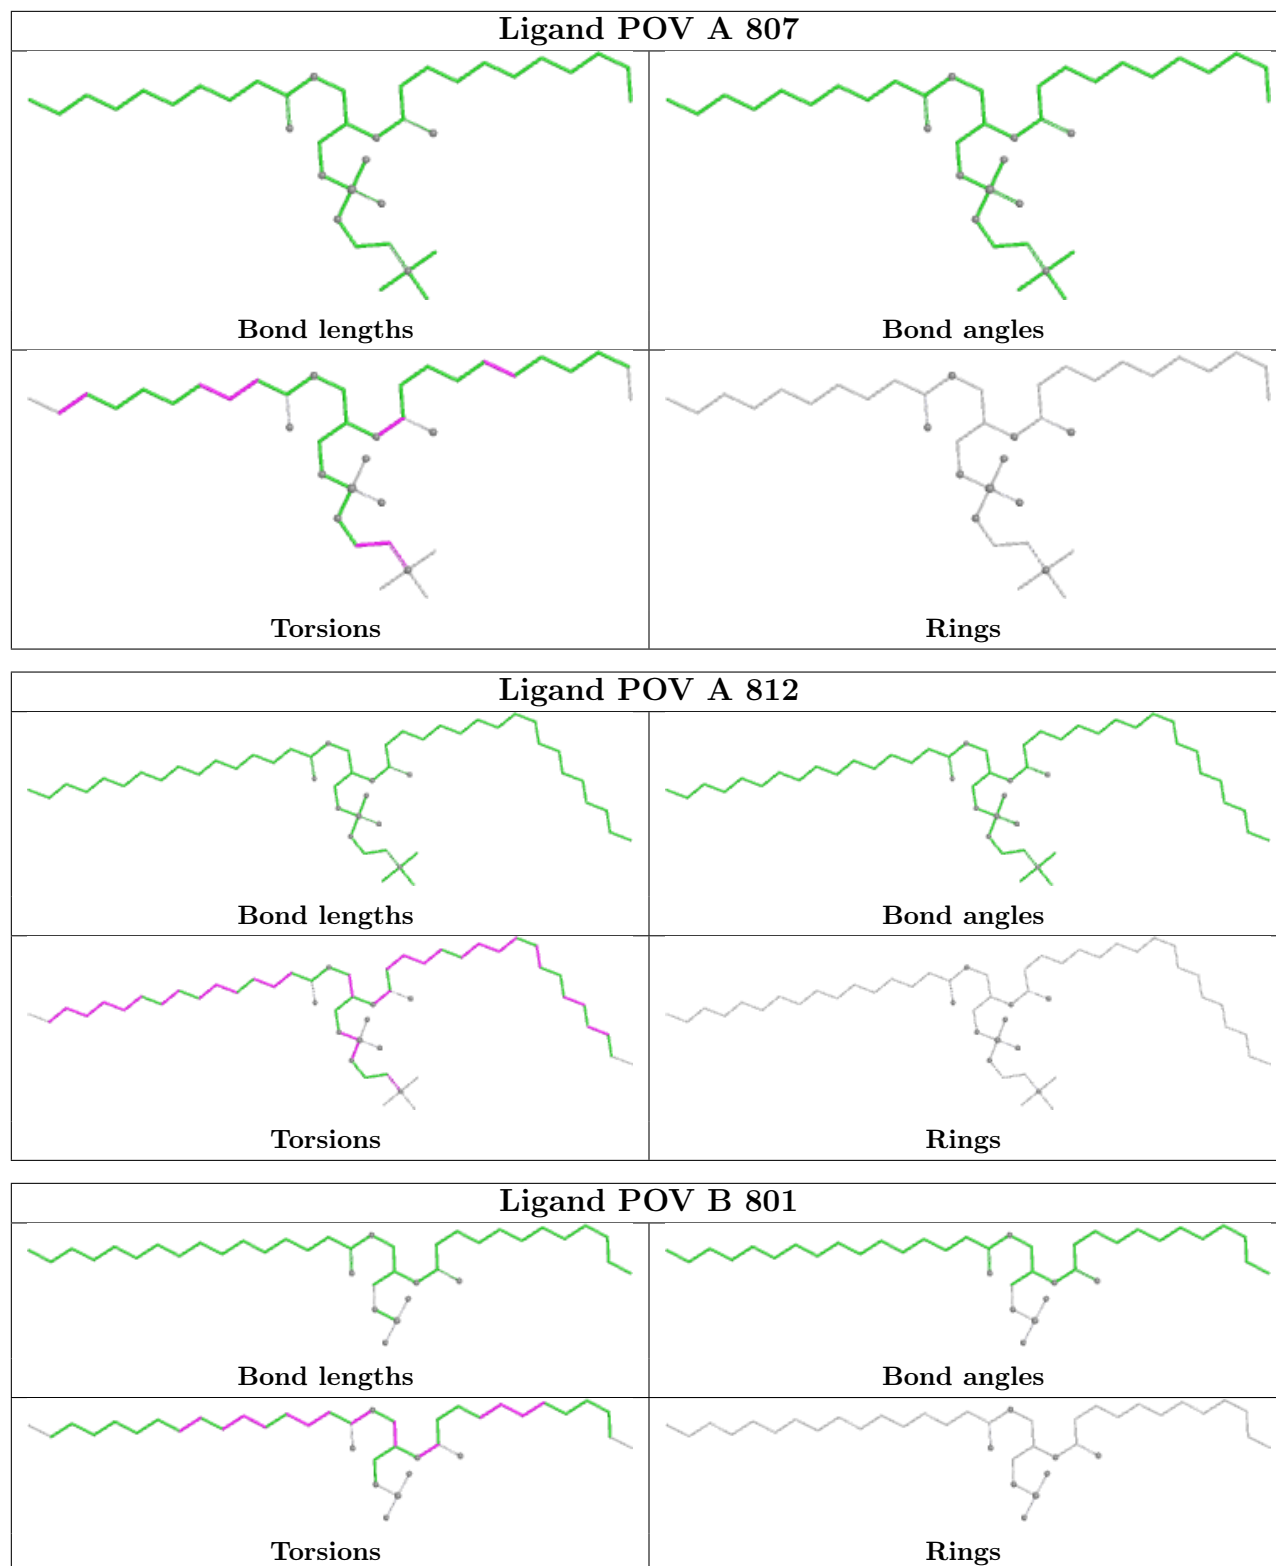 Ligand POV A 807
Bond lengths
Bond angles
Torsions
Rings
Ligand POV A 812
Bond lengths
Bond angles
Torsions
Rings
Ligand POV B 801
Bond lengths
Bond angles
Torsions
Rings